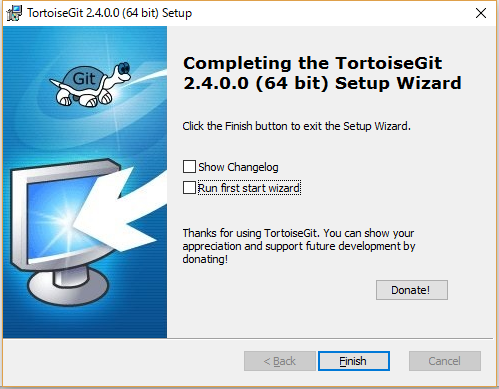 TortoiseGit 2.4.0.0 (64 bit) Setup
Git
Completing the TortoiseGit
2.4.0.0 (64 bit) Setup Wizard
Click the Finish button to exit the Setup Wizard.
Show Changelog
Run first start wizard
Thanks for using TortoiseGit. You can show your
appreciation and support future development by
donating!
Donate!
< Back
Finish
Cancel